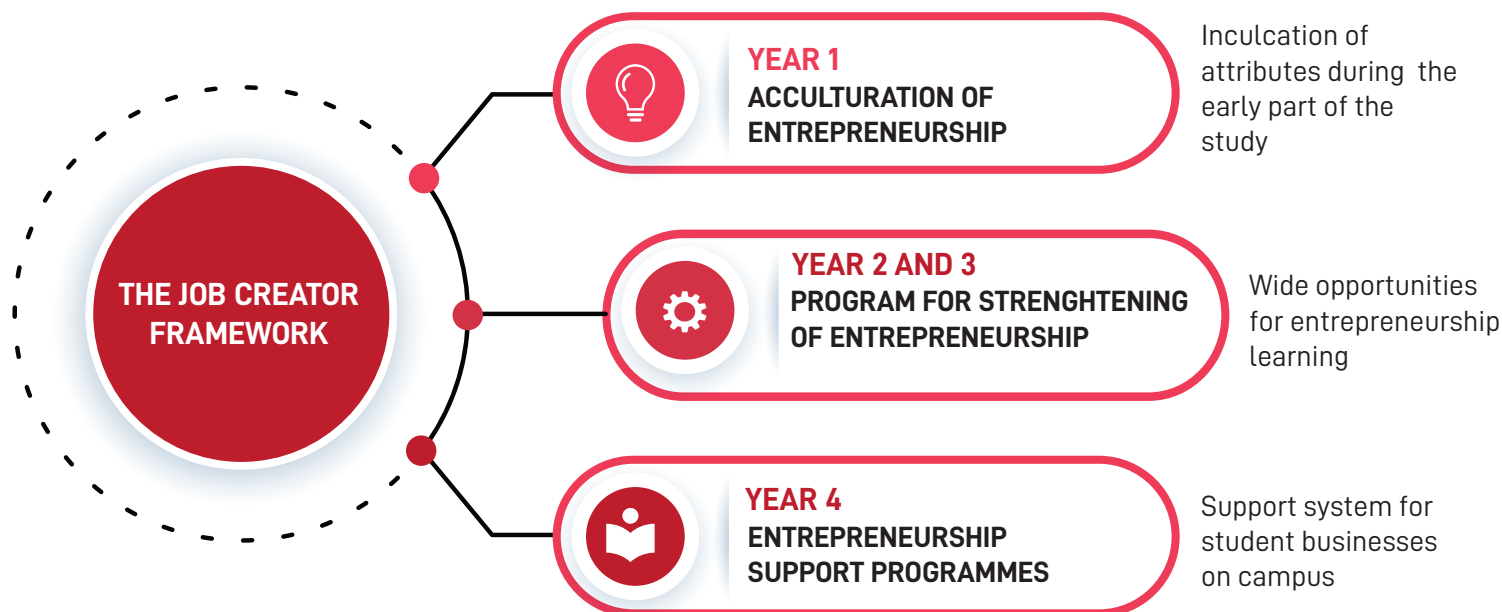 THE JOB CREATOR
FRAMEWORK
YEAR 1
ACCULTURATION OF
ENTREPRENEURSHIP
Inculcation of
attributes during the
early part of the
study
YEAR 2 AND 3
PROGRAM FOR STRENGHTENING
OF ENTREPRENEURSHIP
Wide opportunities
for entrepreneurship
learning
YEAR 4
ENTREPRENEURSHIP
SUPPORT PROGRAMMES
Support system for
student businesses
on campus